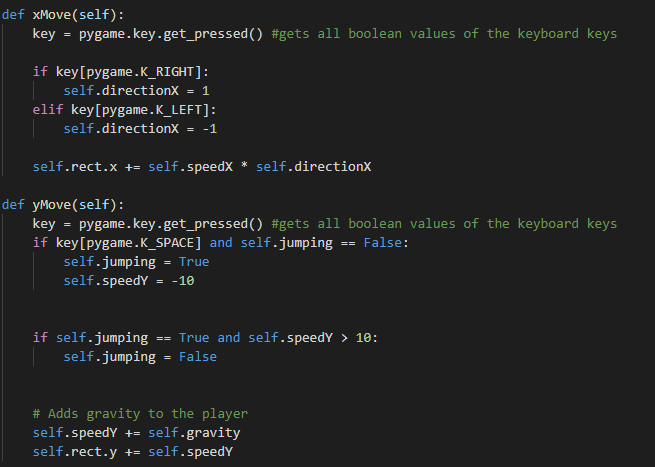 def xMove(self):
    key = pygame.key.get_pressed() #gets all boolean values of the keyboard keys

    if key[pygame.K_RIGHT]:
        self.directionX = 1
    elif key[pygame.K_LEFT]:
        self.directionX = -1

    self.rect.x += self.speedX * self.directionX

def yMove(self):
    key = pygame.key.get_pressed() #gets all boolean values of the keyboard keys
    if key[pygame.K_SPACE] and self.jumping == False:
        self.jumping = True
        self.speedY = -10


    if self.jumping == True and self.speedY > 10:
        self.jumping = False


    # Adds gravity to the player
    self.speedY += self.gravity
    self.rect.y += self.speedY